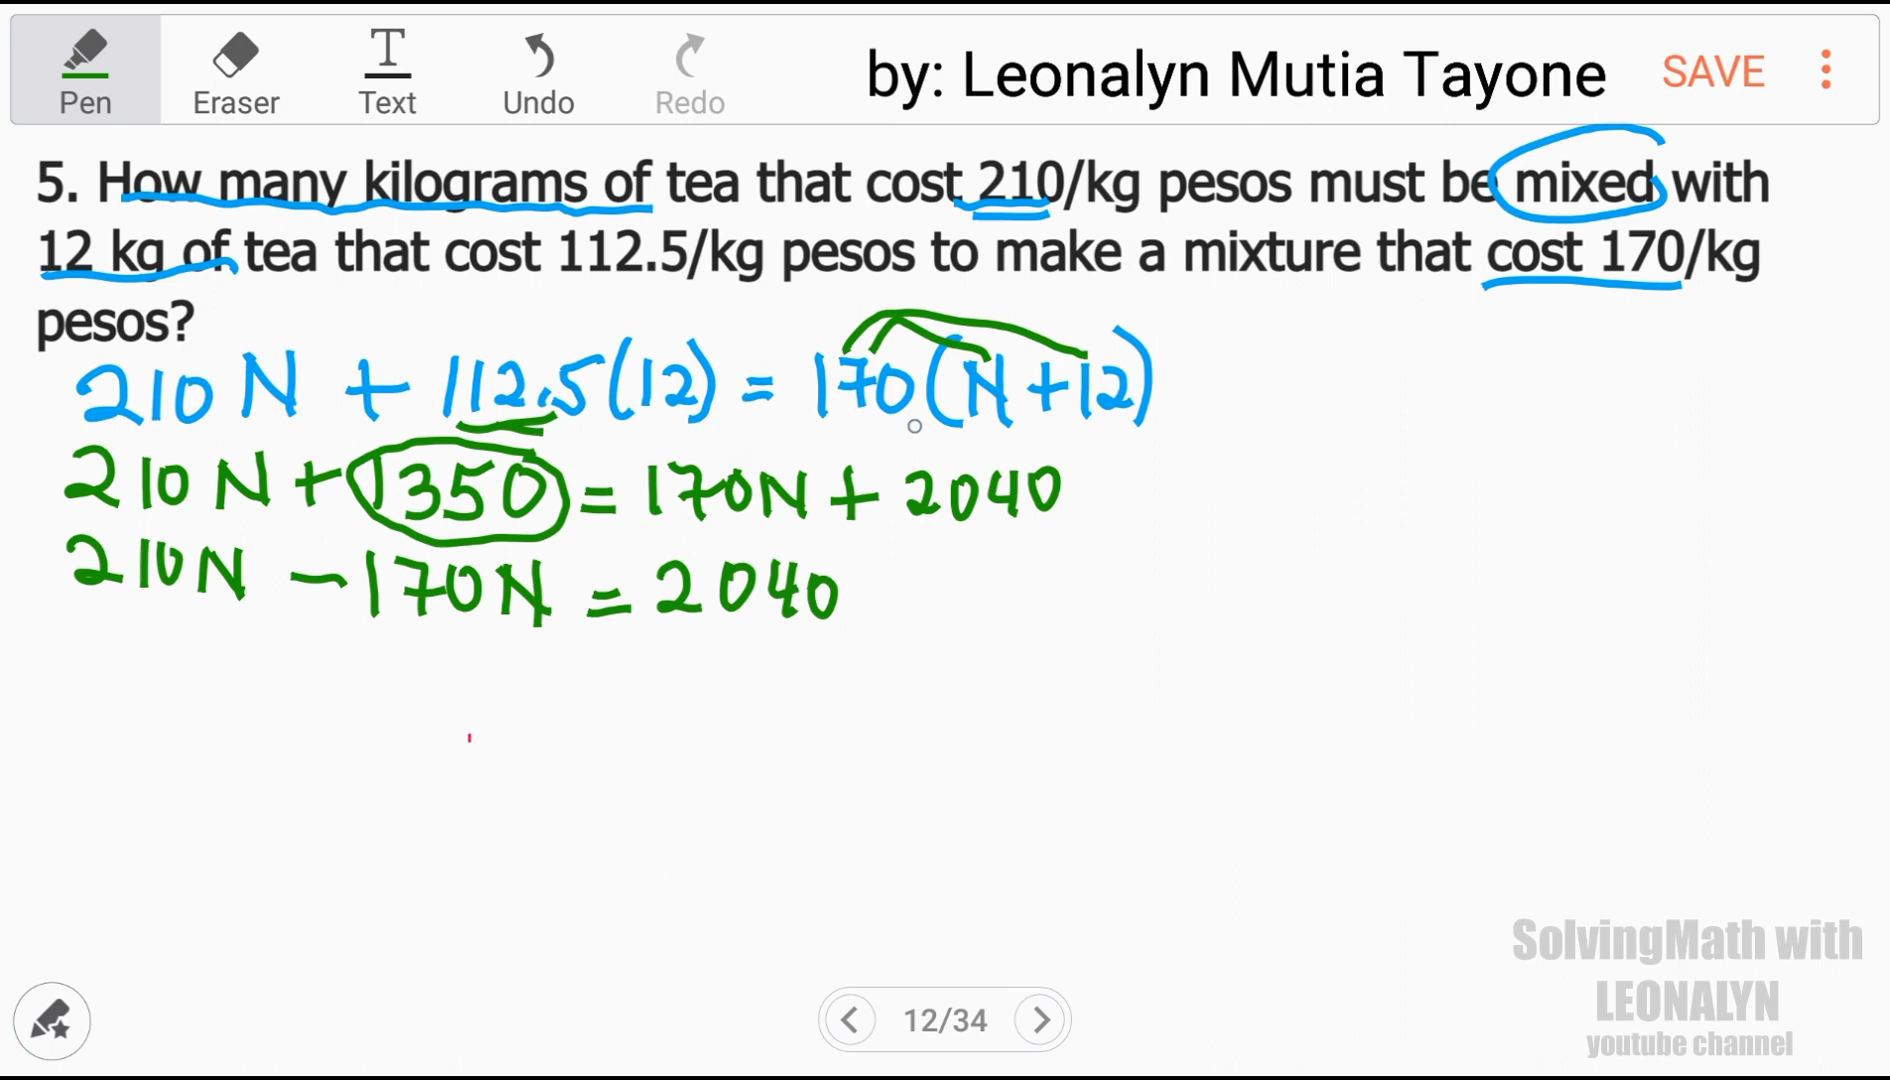 Pen Eraser Text Undo Redo by: Leonalyn Mutia Tayone SAVE
5. How many kilograms of tea that cost 210/kg pesos must be mixed with
12 kg of tea that cost 112.5/kg pesos to make a mixture that cost 170/kg
pesos?
210N + 112.5(12) = 170(N+12)
210N + 1350 = 170N + 2040
210N - 170N = 2040
SolvingMath with
LEONALYN
youtube channel
12/34